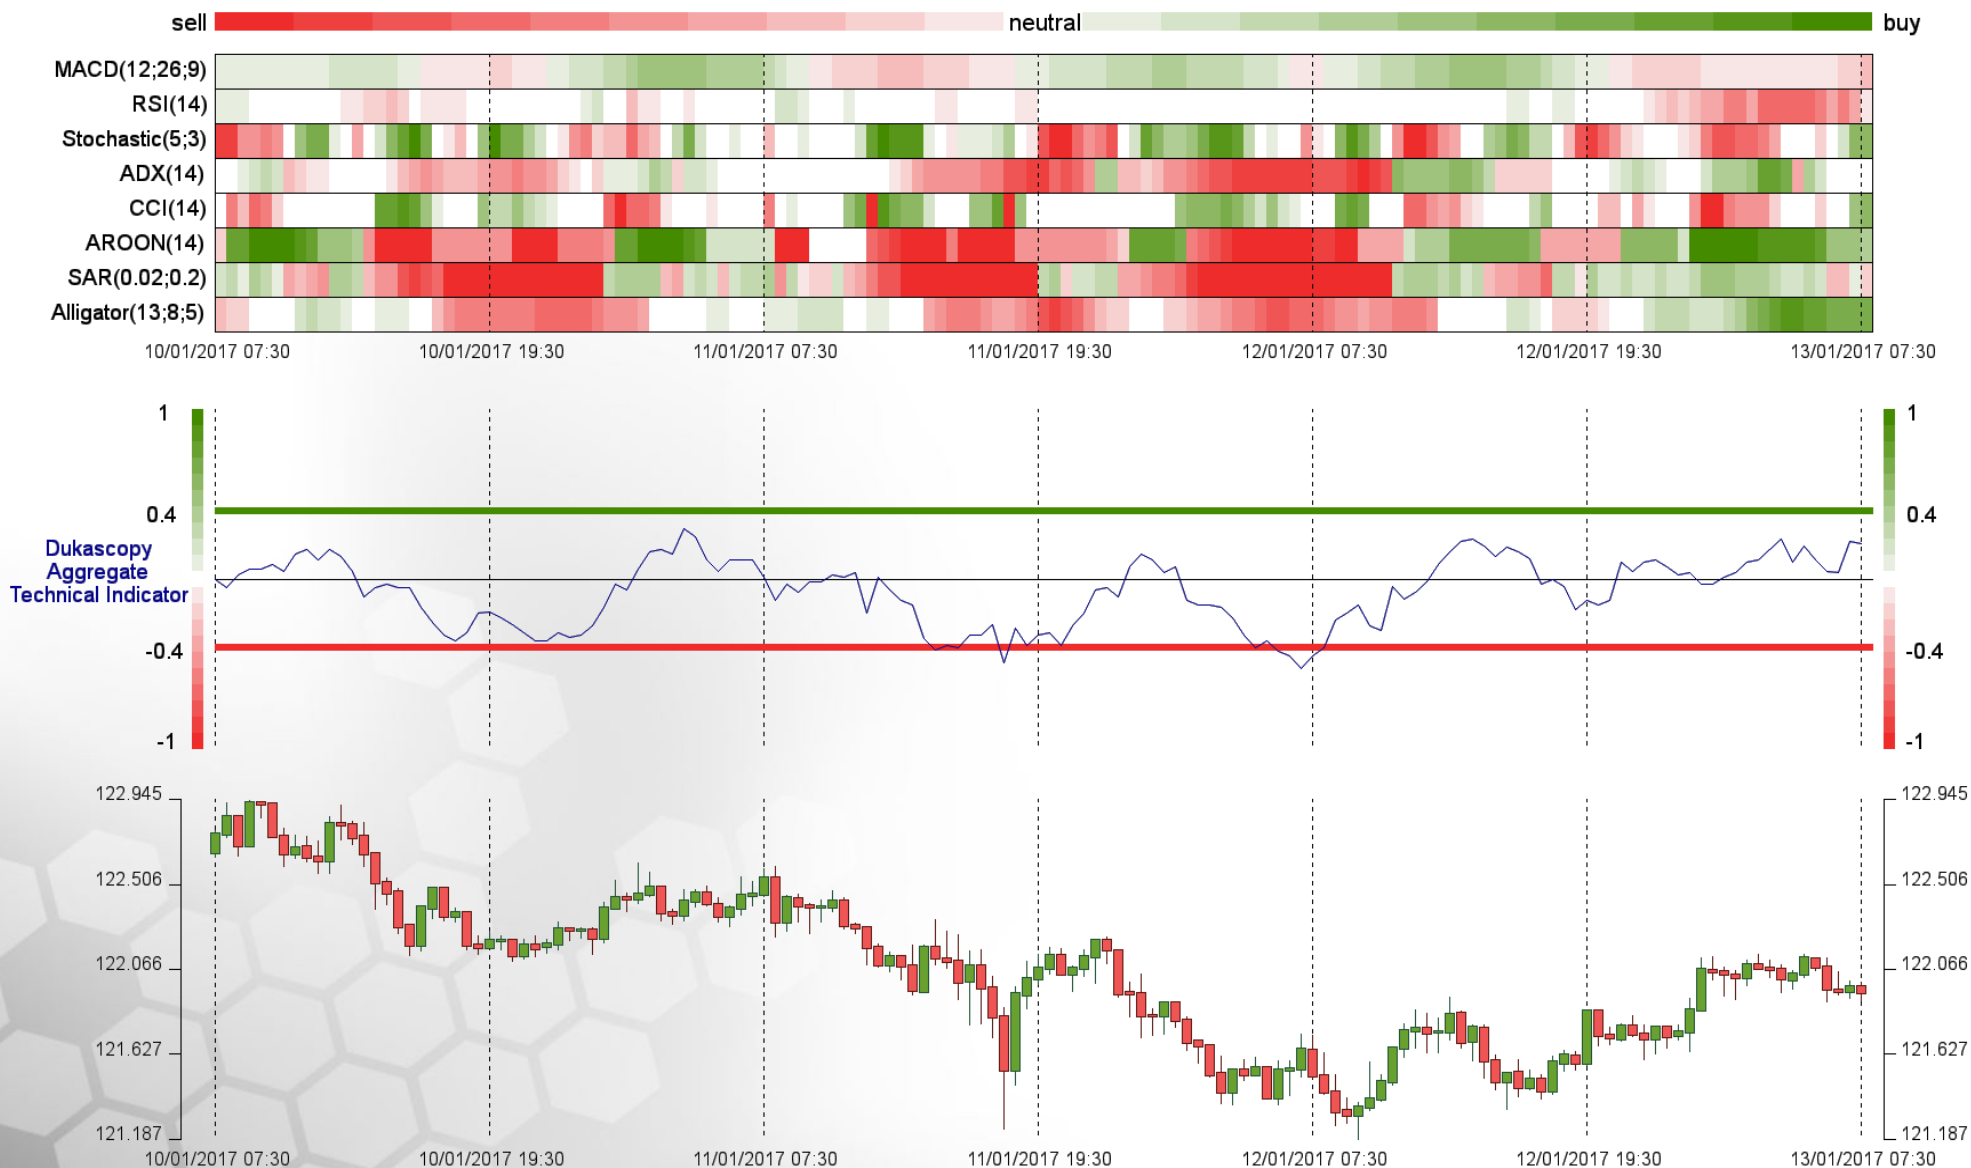 sell neutral buy
MACD(12;26;9)
RSI(14)
Stochastic(5;3)
ADX(14)
CCI(14)
AROON(14)
SAR(0.02;0.2)
Alligator(13;8;5)
10/01/2017 07:30 10/01/2017 19:30 11/01/2017 07:30 11/01/2017 19:30 12/01/2017 07:30 12/01/2017 19:30 13/01/2017 07:30
1 1
0.4 0.4
Dukascopy
Aggregate
Technical Indicator
-0.4 -0.4
-1 -1
122.945 122.945
122.506 122.506
122.066 122.066
121.627 121.627
121.187 121.187
10/01/2017 07:30 10/01/2017 19:30 11/01/2017 07:30 11/01/2017 19:30 12/01/2017 07:30 12/01/2017 19:30 13/01/2017 07:30